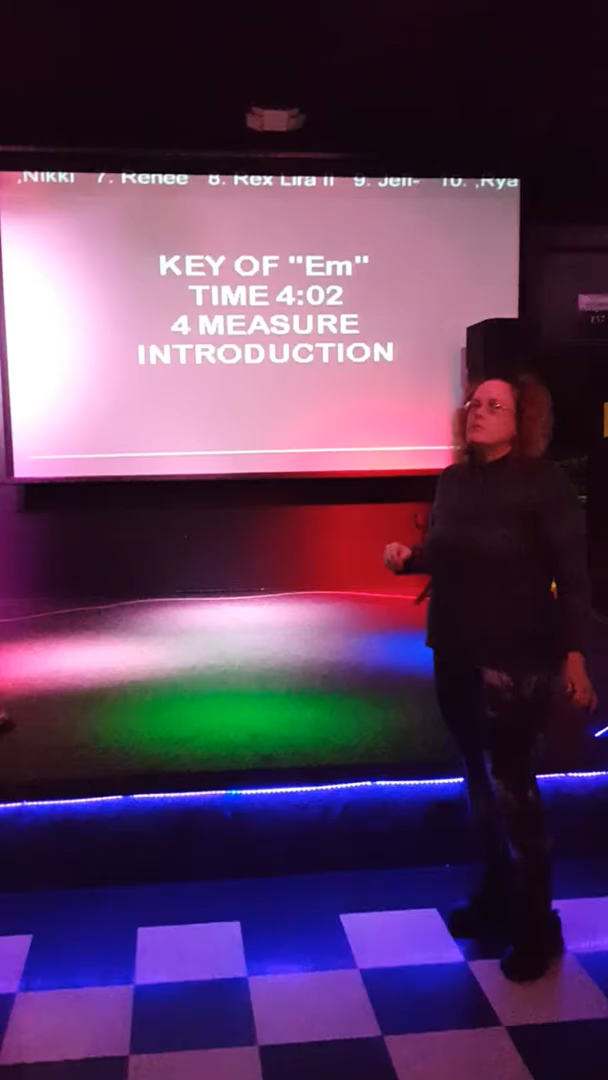 ,Nikki 7. Renee 8. Rex Lira II 9. Jeff- 10. ,Rya
KEY OF "Em"
TIME 4:02
4 MEASURE
INTRODUCTION